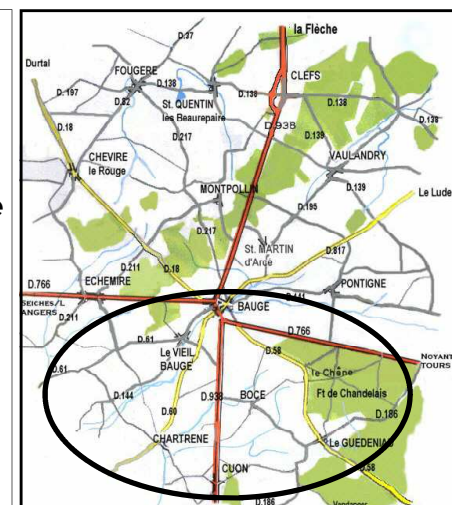 la Flèche
D.37
Durtal
FOUGERE
CLEFS
D.138
D.138
D.138
D.197
D.82
St. QUENTIN
lès Beaurepaire
D.938
D.138
D.18
D.217
D.139
CHEVIRE
le Rouge
VAULANDRY
MONTPOLLIN
D.139
Le Lude
D.195
D.217
St. MARTIN
d'Arcé
D.817
D.211
D.18
D.766
ECHEMIRE
PONTIGNE
SEICHES/L
ANGERS
D.211
BAUGE
D.141
D.61
D.766
Le VIEIL
BAUGE
D.58
NOYANT
TOURS
D.61
le Chêne
D.144
D.938
BOCE
Ft de Chandelais
D.60
D.186
CHARTRENE
Le GUEDENIAU
CUON
D.58
D.186